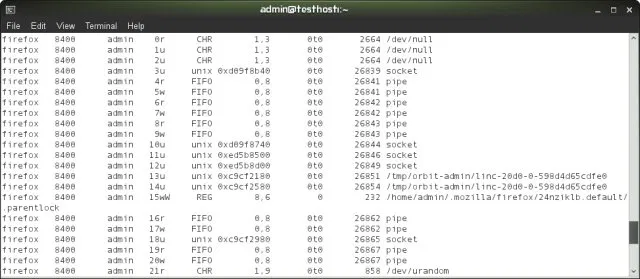 admin@testhost:~
File Edit View Terminal Help
firefox 8400 admin 0r CHR 1,3 0t0 2664 /dev/null
firefox 8400 admin 1u CHR 1,3 0t0 2664 /dev/null
firefox 8400 admin 2u CHR 1,3 0t0 2664 /dev/null
firefox 8400 admin 3u unix 0xd09f8b40 0t0 26839 socket
firefox 8400 admin 4r FIFO 0,8 0t0 26841 pipe
firefox 8400 admin 5w FIFO 0,8 0t0 26841 pipe
firefox 8400 admin 6r FIFO 0,8 0t0 26842 pipe
firefox 8400 admin 7w FIFO 0,8 0t0 26842 pipe
firefox 8400 admin 8r FIFO 0,8 0t0 26843 pipe
firefox 8400 admin 9w FIFO 0,8 0t0 26843 pipe
firefox 8400 admin 10u unix 0xd09f8740 0t0 26844 socket
firefox 8400 admin 11u unix 0xed5b8500 0t0 26846 socket
firefox 8400 admin 12u unix 0xed5b8d00 0t0 26849 socket
firefox 8400 admin 13u unix 0xc9cf2180 0t0 26851 /tmp/orbit-admin/linc-20d0-0-598d4d65cdfe0
firefox 8400 admin 14u unix 0xc9cf2580 0t0 26854 /tmp/orbit-admin/linc-20d0-0-598d4d65cdfe0
firefox 8400 admin 15wW REG 8,6 0 232 /home/admin/.mozilla/firefox/24nziklb.default/
.parentlock
firefox 8400 admin 16r FIFO 0,8 0t0 26862 pipe
firefox 8400 admin 17w FIFO 0,8 0t0 26862 pipe
firefox 8400 admin 18u unix 0xc9cf2980 0t0 26865 socket
firefox 8400 admin 19r FIFO 0,8 0t0 26867 pipe
firefox 8400 admin 20w FIFO 0,8 0t0 26867 pipe
firefox 8400 admin 21r CHR 1,9 0t0 858 /dev/urandom